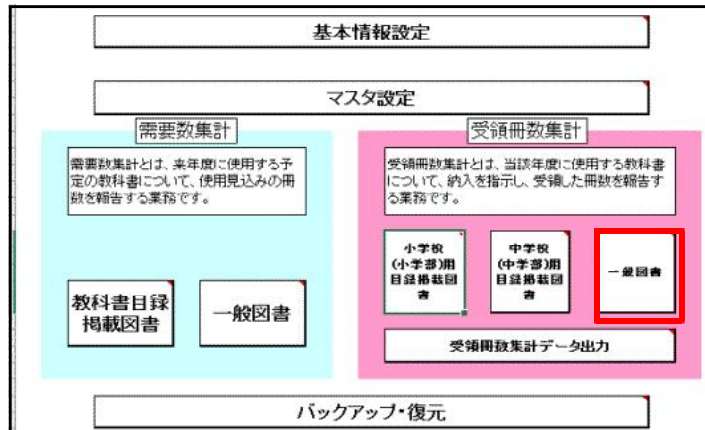 基本情報設定
マスタ設定
需要数集計
需要数集計とは、来年度に使用する予
定の教科書について、使用見込みの冊
数を報告する業務です。
教科書目録
掲載図書
一般図書
受領冊数集計
受領冊数集計とは、当該年度に使用する教科書
について、納入を指示し、受領した冊数を報告す
る業務です。
小学校
(小学部)用
目録掲載図
書
中学校
(中学部)用
目録掲載図
書
一般図書
受領冊数集計データ出力
バックアップ・復元